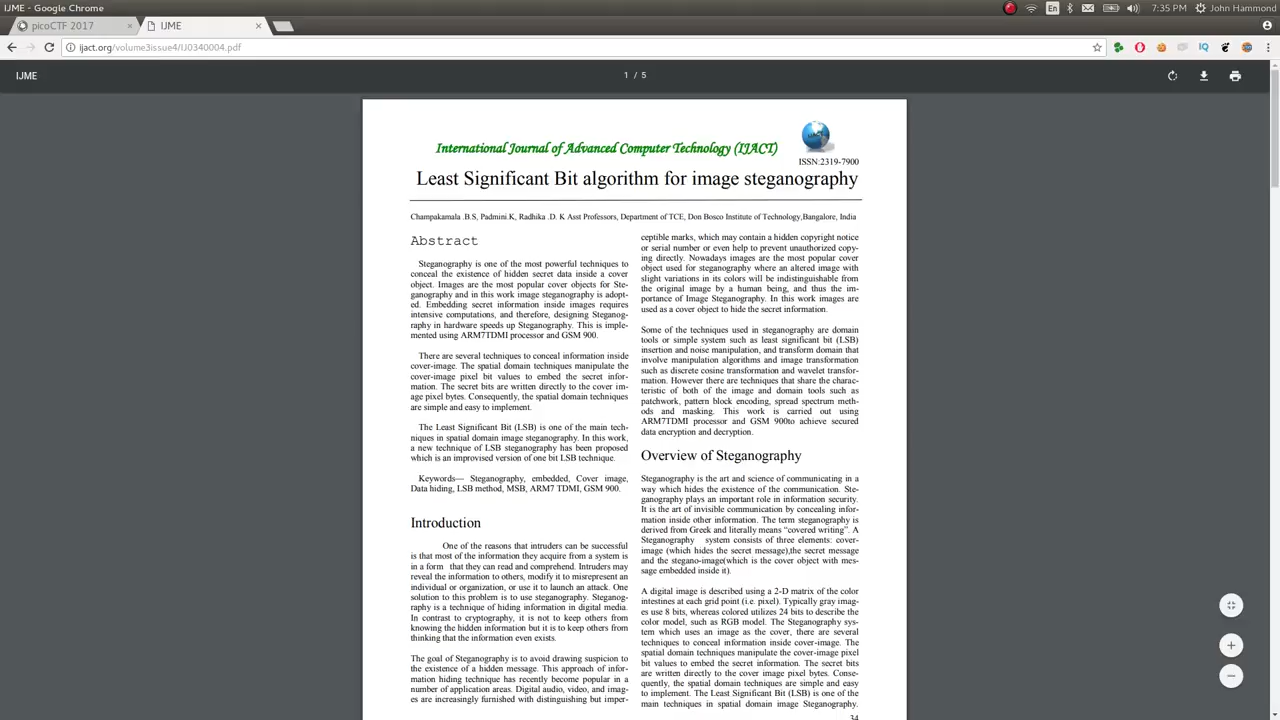 IJME - Google Chrome
En
7:35 PM
John Hammond
picoCTF 2017
IJME
ijact.org/volume3issue4/IJ0340004.pdf
IQ
IJME
1 / 5
International Journal of Advanced Computer Technology (IJACT)
ISSN:2319-7900
Least Significant Bit algorithm for image steganography
Champakamala .B.S, Padmini.K, Radhika .D. K Asst Professors, Department of TCE, Don Bosco Institute of Technology,Bangalore, India
Abstract
Steganography is one of the most powerful techniques to
conceal the existence of hidden secret data inside a cover
object. Images are the most popular cover objects for Ste-
ganography and in this work image steganography is adopt-
ed. Embedding secret information inside images requires
intensive computations, and therefore, designing Steganog-
raphy in hardware speeds up Steganography. This is imple-
mented using ARM7TDMI processor and GSM 900.
There are several techniques to conceal information inside
cover-image. The spatial domain techniques manipulate the
cover-image pixel bit values to embed the secret infor-
mation. The secret bits are written directly to the cover im-
age pixel bytes. Consequently, the spatial domain techniques
are simple and easy to implement.
The Least Significant Bit (LSB) is one of the main tech-
niques in spatial domain image steganography. In this work,
a new technique of LSB steganography has been proposed
which is an improvised version of one bit LSB technique.
Keywords— Steganography, embedded, Cover image,
Data hiding, LSB method, MSB, ARM7 TDMI, GSM 900.
Introduction
One of the reasons that intruders can be successful
is that most of the information they acquire from a system is
in a form that they can read and comprehend. Intruders may
reveal the information to others, modify it to misrepresent an
individual or organization, or use it to launch an attack. One
solution to this problem is to use steganography. Steganog-
raphy is a technique of hiding information in digital media.
In contrast to cryptography, it is not to keep others from
knowing the hidden information but it is to keep others from
thinking that the information even exists.
The goal of Steganography is to avoid drawing suspicion to
the existence of a hidden message. This approach of infor-
mation hiding technique has recently become popular in a
number of application areas. Digital audio, video, and imag-
es are increasingly furnished with distinguishing but imper-
ceptible marks, which may contain a hidden copyright notice
or serial number or even help to prevent unauthorized copy-
ing directly. Nowadays images are the most popular cover
object used for steganography where an altered image with
slight variations in its colors will be indistinguishable from
the original image by a human being, and thus the im-
portance of Image Steganography. In this work images are
used as a cover object to hide the secret information.
Some of the techniques used in steganography are domain
tools or simple system such as least significant bit (LSB)
insertion and noise manipulation, and transform domain that
involve manipulation algorithms and image transformation
such as discrete cosine transformation and wavelet transfor-
mation. However there are techniques that share the charac-
teristic of both of the image and domain tools such as
patchwork, pattern block encoding, spread spectrum meth-
ods and masking. This work is carried out using
ARM7TDMI processor and GSM 900to achieve secured
data encryption and decryption.
Overview of Steganography
Steganography is the art and science of communicating in a
way which hides the existence of the communication. Ste-
ganography plays an important role in information security.
It is the art of invisible communication by concealing infor-
mation inside other information. The term steganography is
derived from Greek and literally means “covered writing”. A
Steganography system consists of three elements: cover-
image (which hides the secret message),the secret message
and the stegano-image(which is the cover object with mes-
sage embedded inside it).
A digital image is described using a 2-D matrix of the color
intestines at each grid point (i.e. pixel). Typically gray imag-
es use 8 bits, whereas colored utilizes 24 bits to describe the
color model, such as RGB model. The Steganography sys-
tem which uses an image as the cover, there are several
techniques to conceal information inside cover-image. The
spatial domain techniques manipulate the cover-image pixel
bit values to embed the secret information. The secret bits
are written directly to the cover image pixel bytes. Conse-
quently, the spatial domain techniques are simple and easy
to implement. The Least Significant Bit (LSB) is one of the
main techniques in spatial domain image Steganography.
34